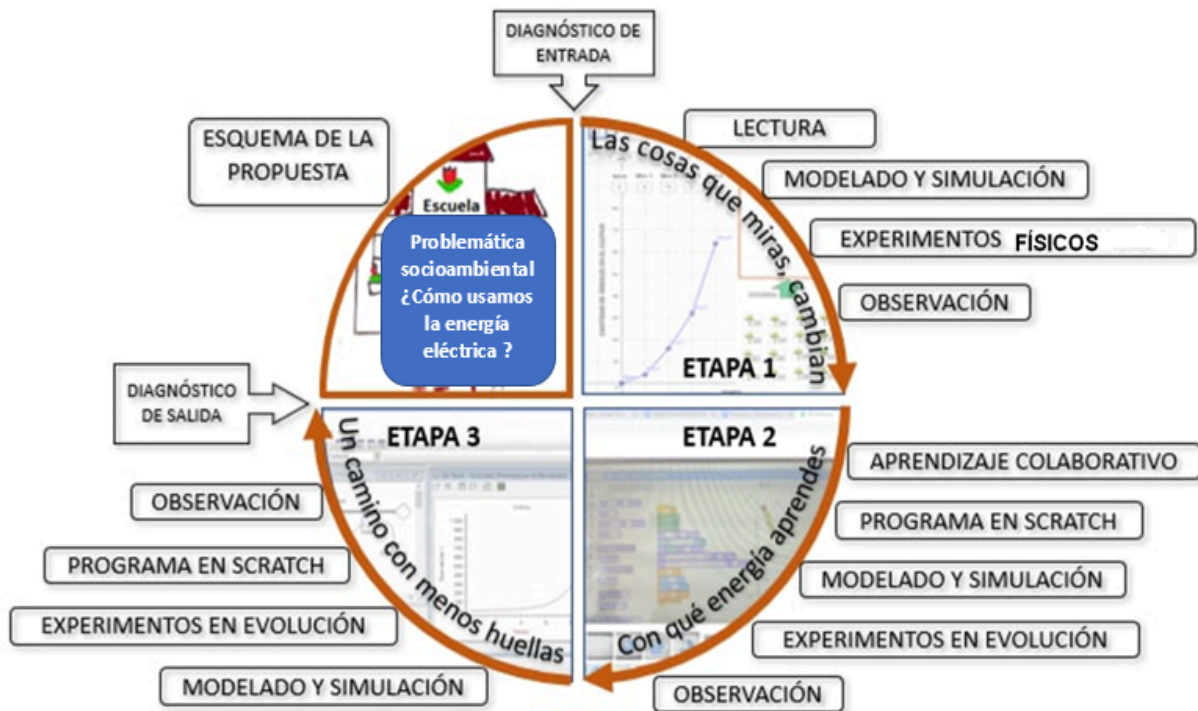 DIAGNÓSTICO DE
ENTRADA
ESQUEMA DE LA
PROPUESTA
Escuela
Problemática
socioambiental
¿Cómo usamos
la energía
eléctrica ?
Las cosas que miras, cambian
ETAPA 1
LECTURA
MODELADO Y SIMULACIÓN
EXPERIMENTOS FÍSICOS
OBSERVACIÓN
ETAPA 2
Con qué energía aprendes
APRENDIZAJE COLABORATIVO
PROGRAMA EN SCRATCH
MODELADO Y SIMULACIÓN
EXPERIMENTOS EN EVOLUCIÓN
OBSERVACIÓN
ETAPA 3
Un camino con menos huellas
MODELADO Y SIMULACIÓN
EXPERIMENTOS EN EVOLUCIÓN
PROGRAMA EN SCRATCH
OBSERVACIÓN
DIAGNÓSTICO
DE SALIDA